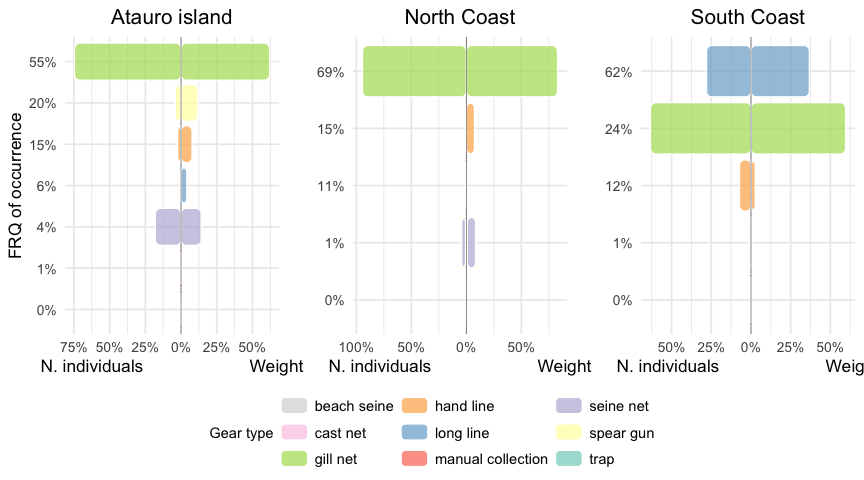 Atauro island
North Coast
South Coast
FRQ of occurrence
55%
20%
15%
6%
4%
1%
0%
69%
15%
11%
1%
0%
62%
24%
12%
1%
0%
75% 50% 25% 0% 25% 50%
100% 50% 0% 50%
50% 25% 0% 25% 50%
N. individuals Weight
N. individuals Weight
N. individuals Weig
Gear type
beach seine hand line seine net
cast net long line spear gun
gill net manual collection trap